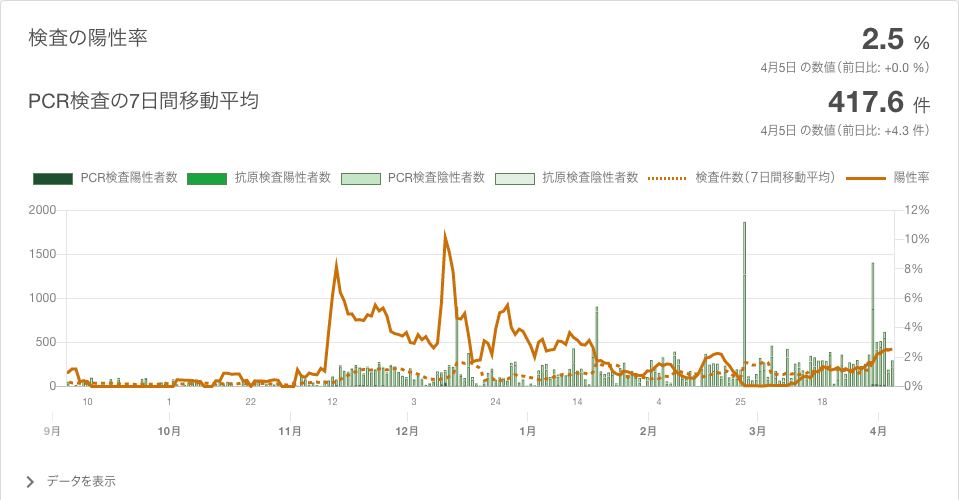 検査の陽性率
2.5 %
4月5日 の数値（前日比: +0.0 %）
PCR検査の7日間移動平均
417.6 件
4月5日 の数値（前日比: +4.3 件）
PCR検査陽性者数 抗原検査陽性者数 PCR検査陰性者数 抗原検査陰性者数 検査件数（7日間移動平均） 陽性率
2000 12%
10%
1500
8%
1000 6%
4%
500
2%
0 0%
10 1 22 12 3 24 14 4 25 18
9月 10月 11月 12月 1月 2月 3月 4月
データを表示